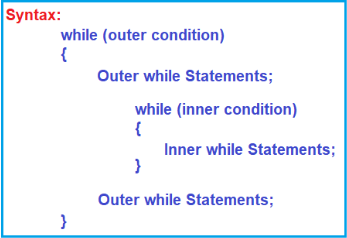 Syntax:
while (outer condition)
{
Outer while Statements;
while (inner condition)
{
Inner while Statements;
}
Outer while Statements;
}